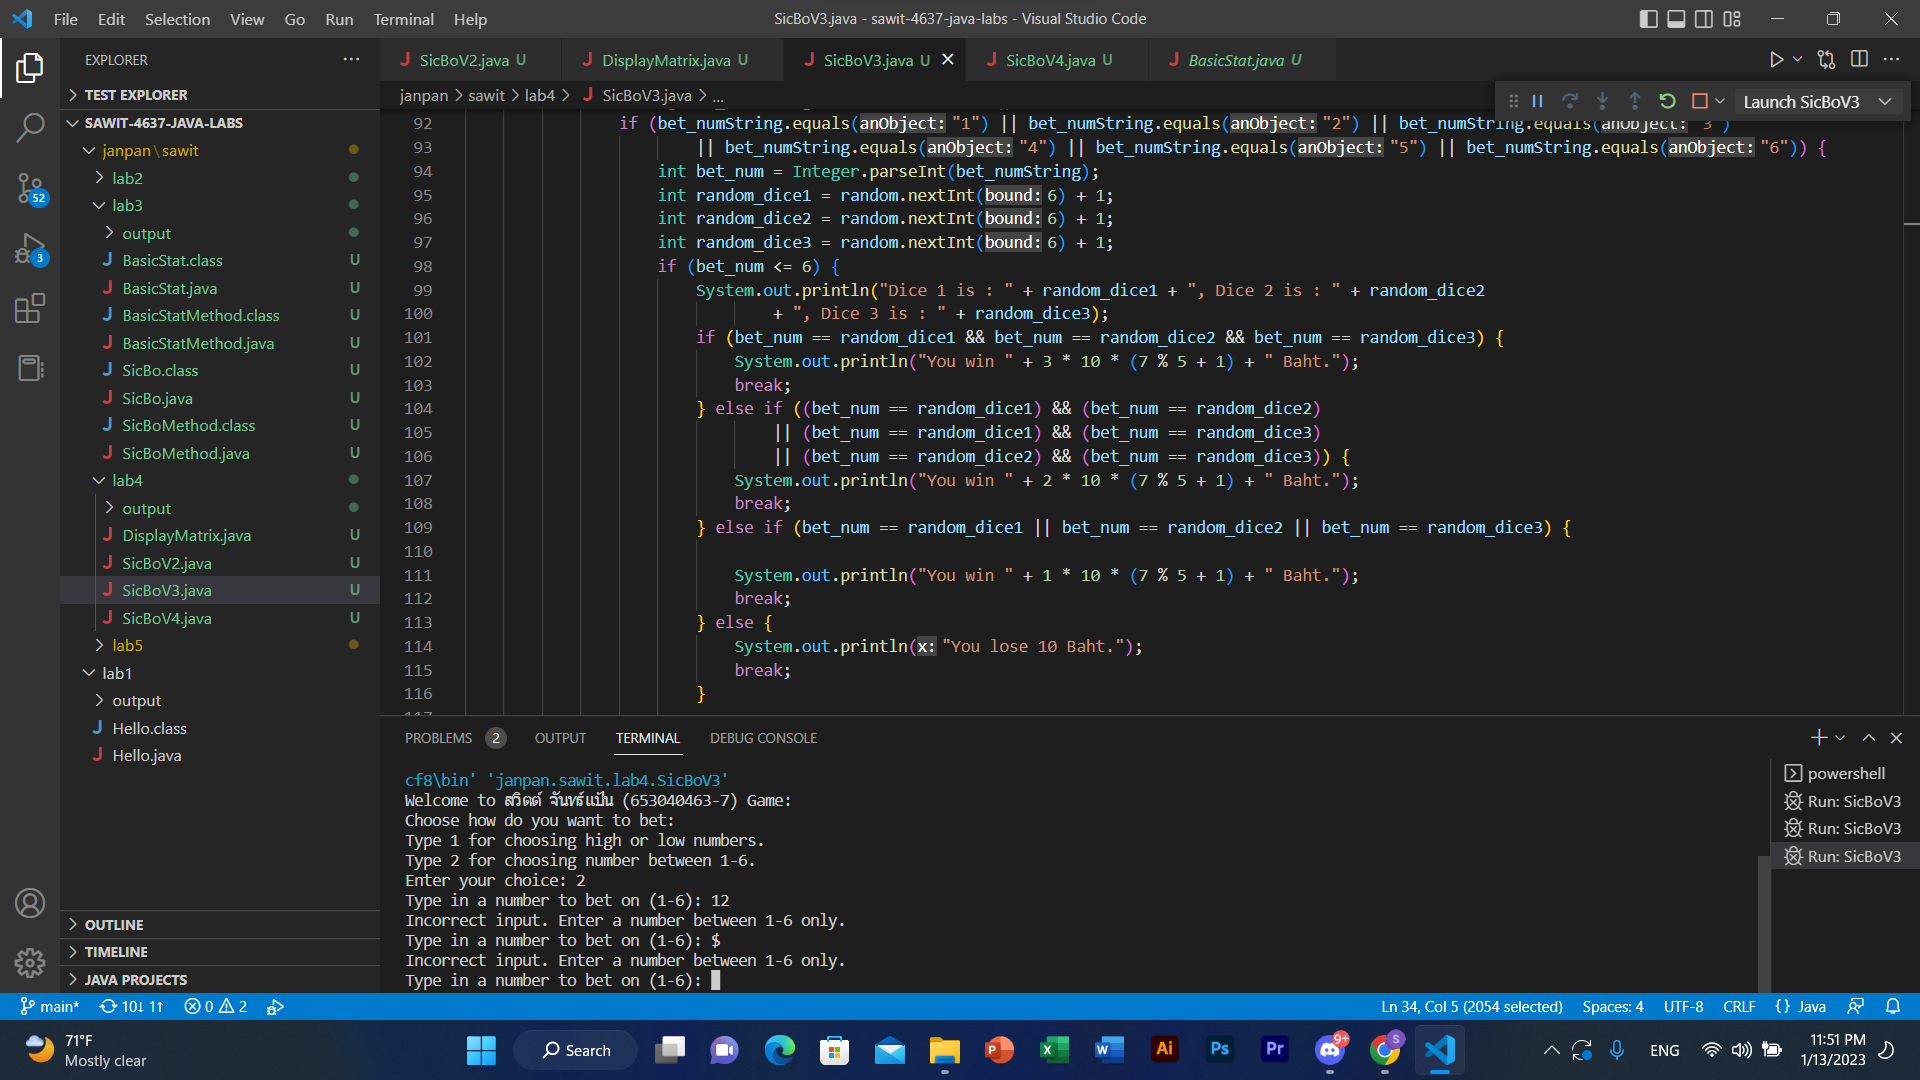 File Edit Selection View Go Run Terminal Help
SicBoV3.java - sawit-4637-java-labs - Visual Studio Code
EXPLORER
TEST EXPLORER
SAWIT-4637-JAVA-LABS
janpan\sawit
lab2
lab3
output
BasicStat.class U
BasicStat.java U
BasicStatMethod.class U
BasicStatMethod.java U
SicBo.class U
SicBo.java U
SicBoMethod.class U
SicBoMethod.java U
lab4
output
DisplayMatrix.java U
SicBoV2.java U
SicBoV3.java U
SicBoV4.java U
lab5
lab1
output
Hello.class
Hello.java
OUTLINE
TIMELINE
JAVA PROJECTS
52
3
SicBoV2.java U DisplayMatrix.java U SicBoV3.java U SicBoV4.java U BasicStat.java U
janpan > sawit > lab4 > SicBoV3.java > ...
Launch SicBoV3
92 if (bet_numString.equals(anObject: "1") || bet_numString.equals(anObject: "2") || bet_numString.equals(anObject: "3")
93 || bet_numString.equals(anObject: "4") || bet_numString.equals(anObject: "5") || bet_numString.equals(anObject: "6")) {
94 int bet_num = Integer.parseInt(bet_numString);
95 int random_dice1 = random.nextInt(bound: 6) + 1;
96 int random_dice2 = random.nextInt(bound: 6) + 1;
97 int random_dice3 = random.nextInt(bound: 6) + 1;
98 if (bet_num <= 6) {
99 System.out.println("Dice 1 is : " + random_dice1 + ", Dice 2 is : " + random_dice2
100 + ", Dice 3 is : " + random_dice3);
101 if (bet_num == random_dice1 && bet_num == random_dice2 && bet_num == random_dice3) {
102 System.out.println("You win " + 3 * 10 * (7 % 5 + 1) + " Baht.");
103 break;
104 } else if ((bet_num == random_dice1) && (bet_num == random_dice2)
105 || (bet_num == random_dice1) && (bet_num == random_dice3)
106 || (bet_num == random_dice2) && (bet_num == random_dice3)) {
107 System.out.println("You win " + 2 * 10 * (7 % 5 + 1) + " Baht.");
108 break;
109 } else if (bet_num == random_dice1 || bet_num == random_dice2 || bet_num == random_dice3) {
110
111 System.out.println("You win " + 1 * 10 * (7 % 5 + 1) + " Baht.");
112 break;
113 } else {
114 System.out.println(x: "You lose 10 Baht.");
115 break;
116 }
PROBLEMS 2 OUTPUT TERMINAL DEBUG CONSOLE
cf8\bin' 'janpan.sawit.lab4.SicBoV3'
Welcome to สวิตต์ จันทร์แป้น (653040463-7) Game:
Choose how do you want to bet:
Type 1 for choosing high or low numbers.
Type 2 for choosing number between 1-6.
Enter your choice: 2
Type in a number to bet on (1-6): 12
Incorrect input. Enter a number between 1-6 only.
Type in a number to bet on (1-6): $
Incorrect input. Enter a number between 1-6 only.
Type in a number to bet on (1-6):
powershell
Run: SicBoV3
Run: SicBoV3
Run: SicBoV3
main* 10↓ 1↑ 0 2
Ln 34, Col 5 (2054 selected) Spaces: 4 UTF-8 CRLF {} Java
71°F
Mostly clear
Search
9+
S
ENG
11:51 PM
1/13/2023